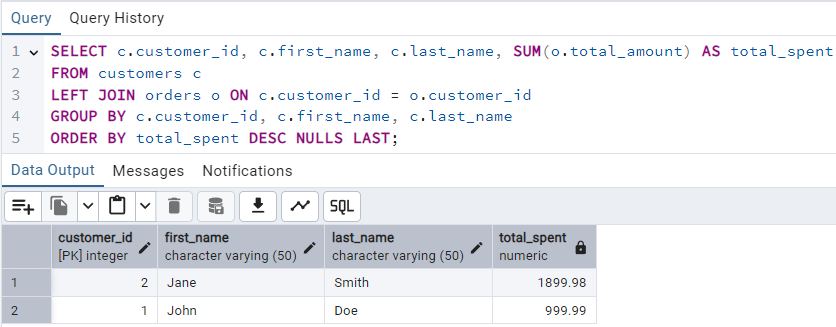 Query Query History
1 SELECT c.customer_id, c.first_name, c.last_name, SUM(o.total_amount) AS total_spent
2 FROM customers c
3 LEFT JOIN orders o ON c.customer_id = o.customer_id
4 GROUP BY c.customer_id, c.first_name, c.last_name
5 ORDER BY total_spent DESC NULLS LAST;
Data Output Messages Notifications
SQL
customer_id first_name last_name total_spent
[PK] integer character varying (50) character varying (50) numeric
1 2 Jane Smith 1899.98
2 1 John Doe 999.99